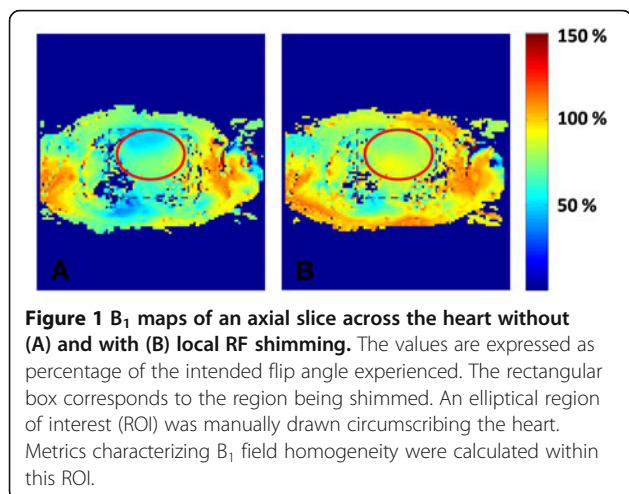 150 %
100 %
50 %
A
B
Figure 1 B₁ maps of an axial slice across the heart without
(A) and with (B) local RF shimming. The values are expressed as
percentage of the intended flip angle experienced. The rectangular
box corresponds to the region being shimmed. An elliptical region
of interest (ROI) was manually drawn circumscribing the heart.
Metrics characterizing B₁ field homogeneity were calculated within
this ROI.